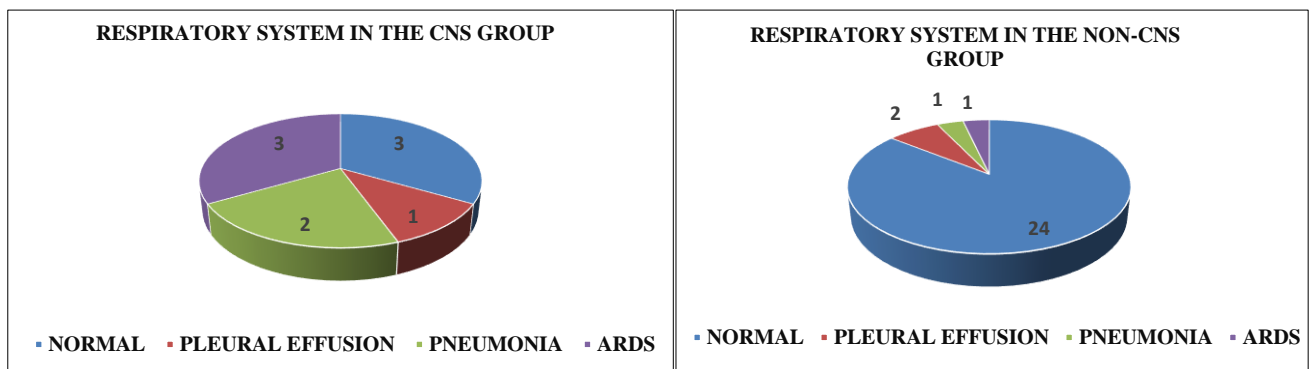 RESPIRATORY SYSTEM IN THE CNS GROUP
3
3
2
1
NORMAL PLEURAL EFFUSION PNEUMONIA ARDS
RESPIRATORY SYSTEM IN THE NON-CNS
GROUP
2
1
1
24
NORMAL PLEURAL EFFUSION PNEUMONIA ARDS